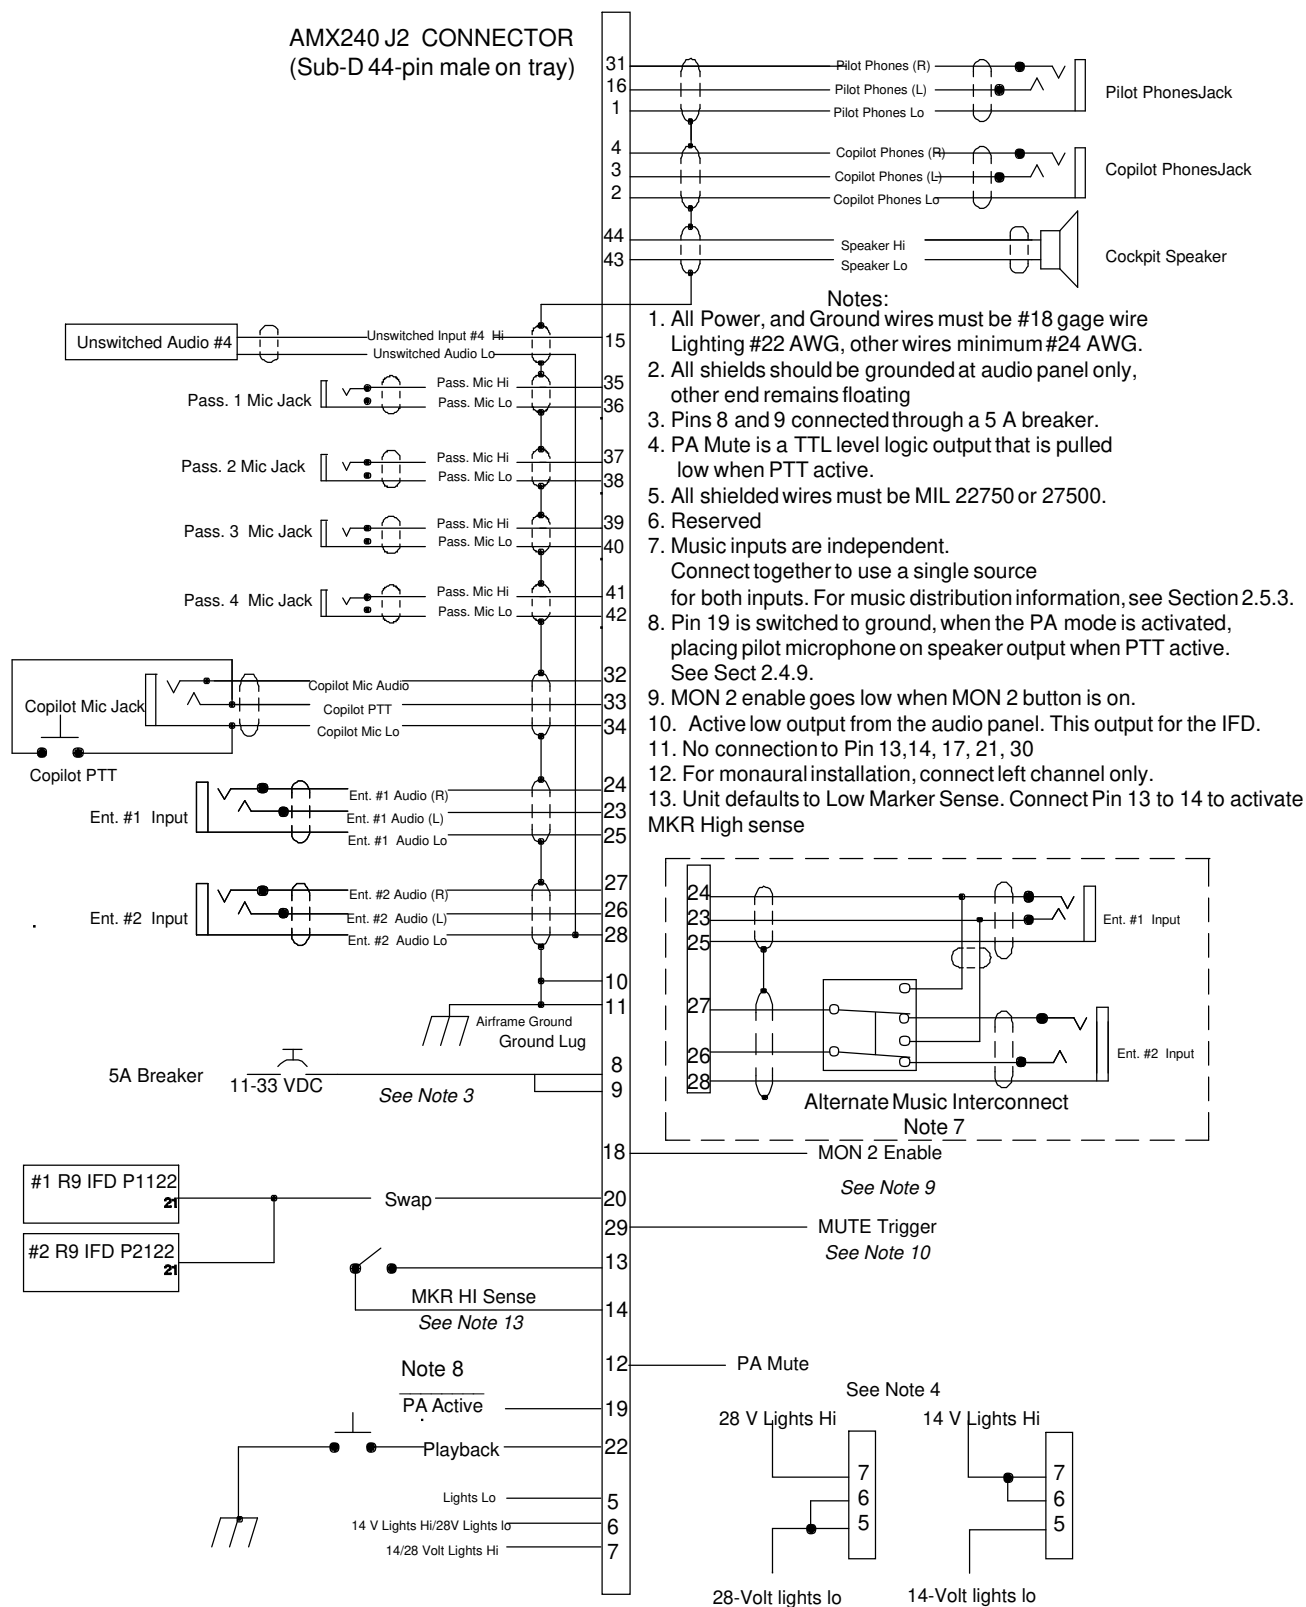 AMX240 J2 CONNECTOR
(Sub-D 44-pin male on tray)
31
16
1
Pilot Phones (R)
Pilot Phones (L)
Pilot Phones Lo
Pilot PhonesJack
4
3
2
Copilot Phones (R)
Copilot Phones (L)
Copilot Phones Lo
Copilot PhonesJack
44
43
Speaker Hi
Speaker Lo
Cockpit Speaker
Unswitched Audio #4
Unswitched Input #4 Hi
Unswitched Audio Lo
15
Pass. 1 Mic Jack
Pass. Mic Hi
Pass. Mic Lo
35
36
Pass. 2 Mic Jack
Pass. Mic Hi
Pass. Mic Lo
37
38
Pass. 3 Mic Jack
Pass. Mic Hi
Pass. Mic Lo
39
40
Pass. 4 Mic Jack
Pass. Mic Hi
Pass. Mic Lo
41
42
Copilot Mic Jack
Copilot PTT
Copilot Mic Audio
Copilot PTT
Copilot Mic Lo
32
33
34
Ent. #1 Input
Ent. #1 Audio (R)
Ent. #1 Audio (L)
Ent. #1 Audio Lo
24
23
25
Ent. #2 Input
Ent. #2 Audio (R)
Ent. #2 Audio (L)
Ent. #2 Audio Lo
27
26
28
10
11
Airframe Ground
Ground Lug
5A Breaker
11-33 VDC
See Note 3
8
9
Notes:
1. All Power, and Ground wires must be #18 gage wire
Lighting #22 AWG, other wires minimum #24 AWG.
2. All shields should be grounded at audio panel only,
other end remains floating
3. Pins 8 and 9 connected through a 5 A breaker.
4. PA Mute is a TTL level logic output that is pulled
low when PTT active.
5. All shielded wires must be MIL 22750 or 27500.
6. Reserved
7. Music inputs are independent.
Connect together to use a single source
for both inputs. For music distribution information, see Section 2.5.3.
8. Pin 19 is switched to ground, when the PA mode is activated,
placing pilot microphone on speaker output when PTT active.
See Sect 2.4.9.
9. MON 2 enable goes low when MON 2 button is on.
10. Active low output from the audio panel. This output for the IFD.
11. No connection to Pin 13,14, 17, 21, 30
12. For monaural installation, connect left channel only.
13. Unit defaults to Low Marker Sense. Connect Pin 13 to 14 to activate
MKR High sense
24
23
25
Ent. #1 Input
27
26
28
Ent. #2 Input
Alternate Music Interconnect
Note 7
18
MON 2 Enable
See Note 9
#1 R9 IFD P1122
21
#2 R9 IFD P2122
21
Swap
20
29
MUTE Trigger
See Note 10
13
MKR HI Sense
See Note 13
14
12
PA Mute
See Note 4
Note 8
PA Active
19
Playback
22
Lights Lo
5
14 V Lights Hi/28V Lights lo
6
14/28 Volt Lights Hi
7
28 V Lights Hi
7
6
5
28-Volt lights lo
14 V Lights Hi
7
6
5
14-Volt lights lo